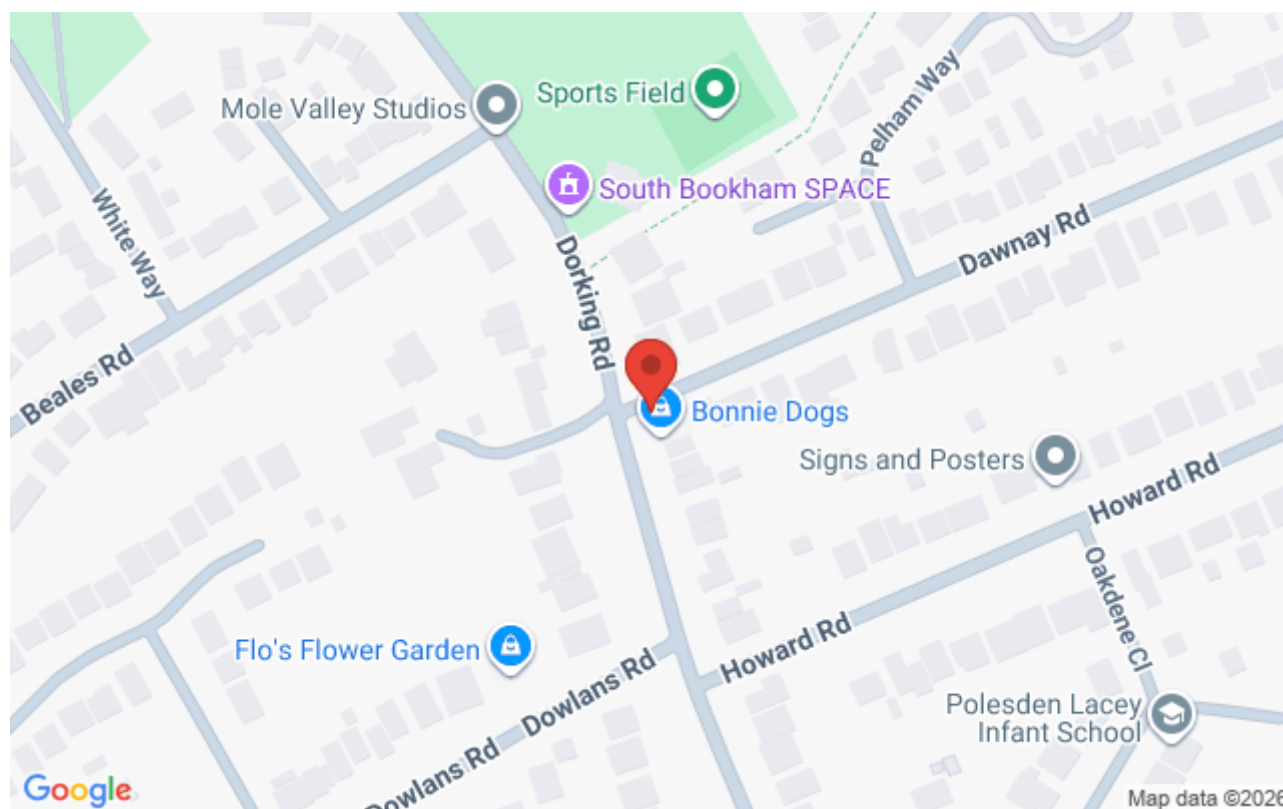 Mole Valley Studios
Sports Field
Pelham Way
South Bookham SPACE
White Way
Dorking Rd
Dawnay Rd
Beales Rd
Bonnie Dogs
Signs and Posters
Howard Rd
Oakdene Cl
Flo's Flower Garden
Dowlans Rd
Howard Rd
Polesden Lacey
Infant School
Dowlans Rd
Google
Map data ©2026